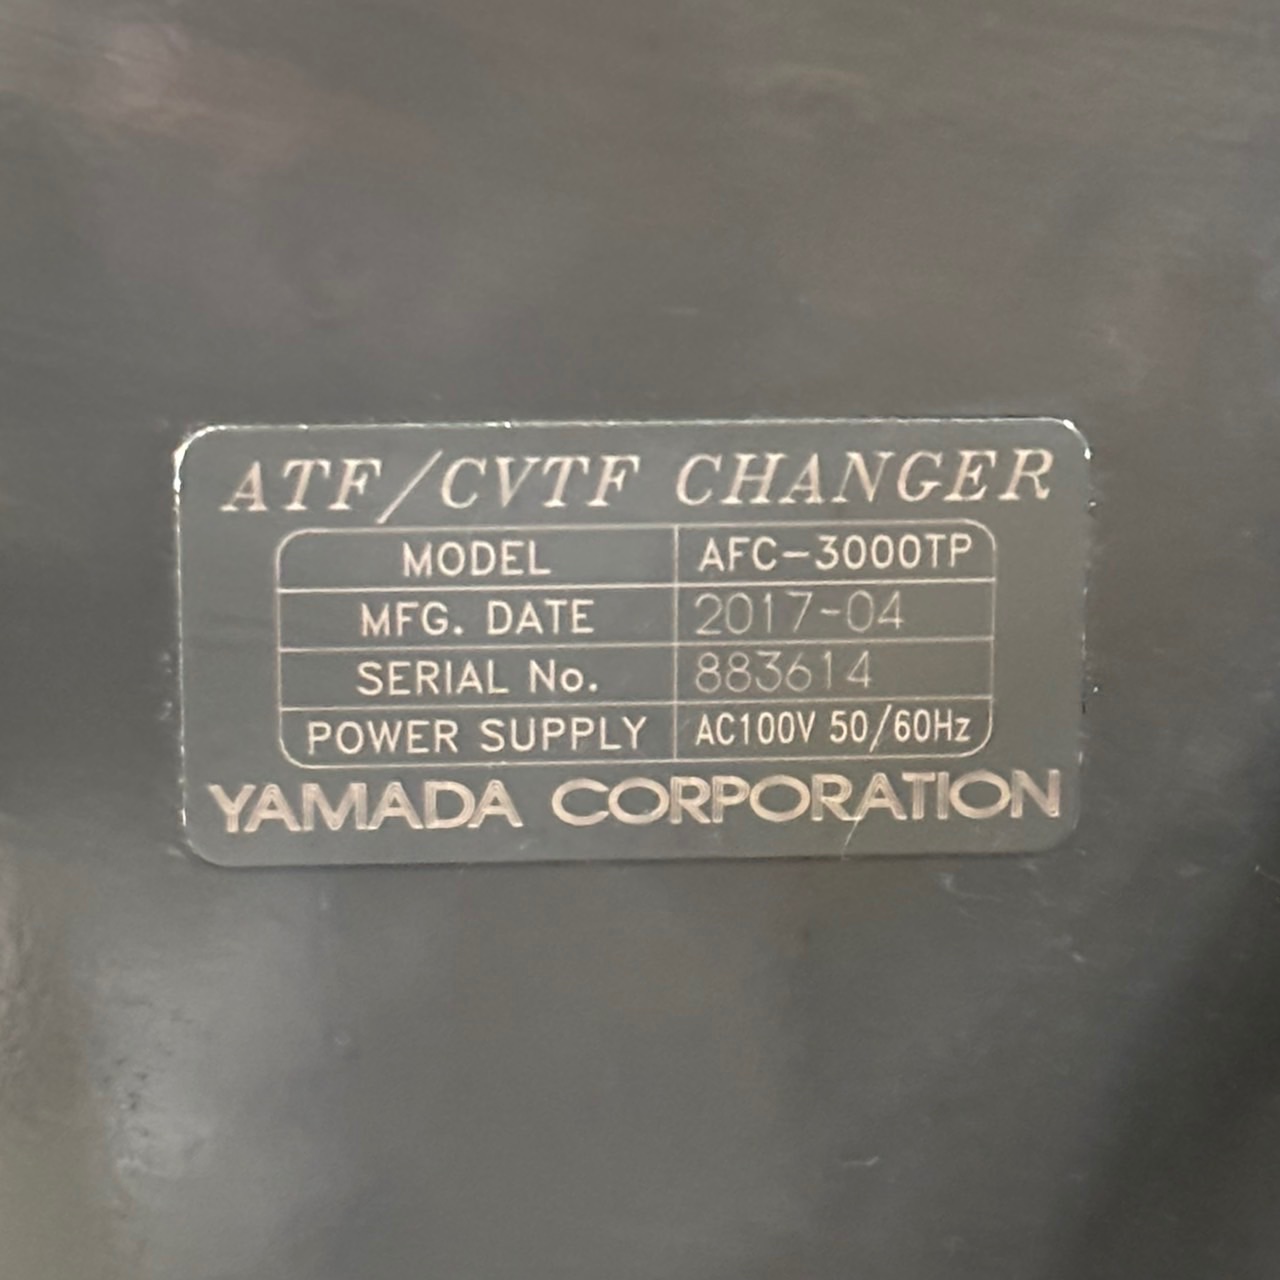 ATF/CVTF CHANGER
MODEL AFC-3000TP
MFG. DATE 2017-04
SERIAL No. 883614
POWER SUPPLY AC100V 50/60Hz
YAMADA CORPORATION